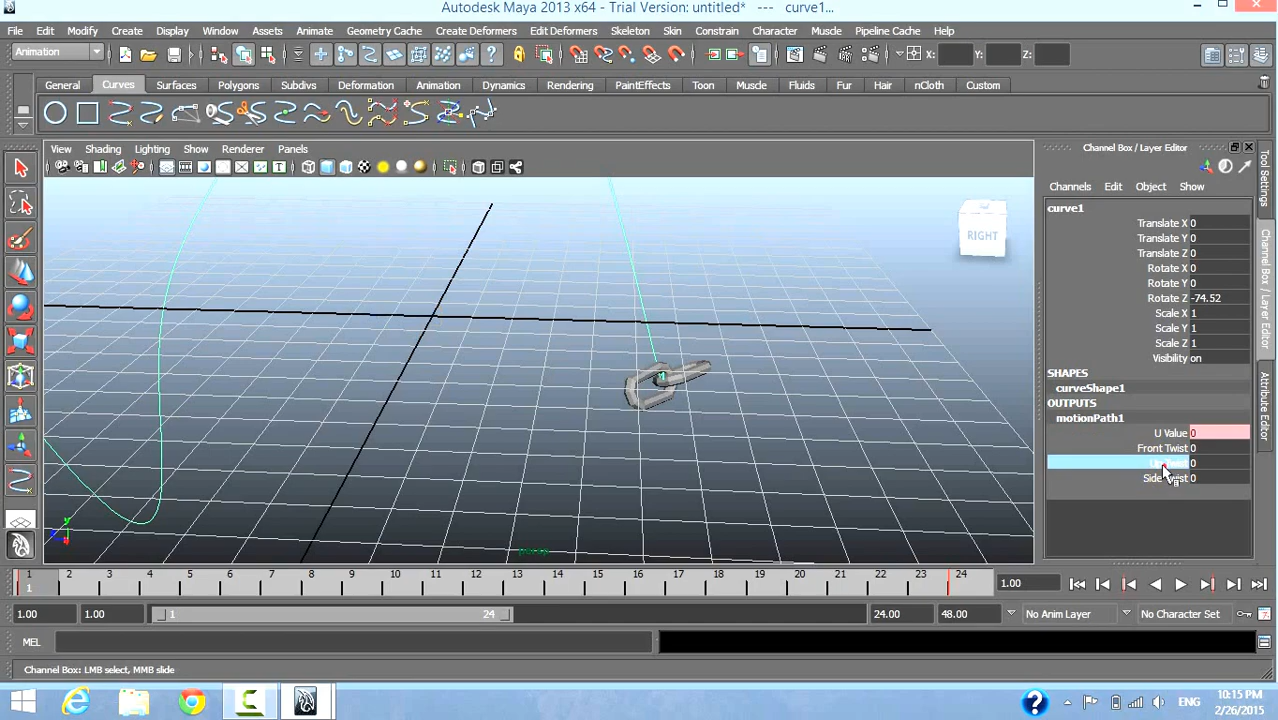 Autodesk Maya 2013 x64 - Trial Version: untitled*   ---   curve1...
File Edit Modify Create Display Window Assets Animate Geometry Cache Create Deformers Edit Deformers Skeleton Skin Constrain Character Muscle Pipeline Cache Help
Animation X: Y: Z:
General Curves Surfaces Polygons Subdivs Deformation Animation Dynamics Rendering PaintEffects Toon Muscle Fluids Fur Hair nCloth Custom
View Shading Lighting Show Renderer Panels
Channel Box / Layer Editor
Channels Edit Object Show
curve1
Translate X 0
Translate Y 0
Translate Z 0
Rotate X 0
Rotate Y 0
Rotate Z -74.52
Scale X 1
Scale Y 1
Scale Z 1
Visibility on
SHAPES
curveShape1
OUTPUTS
motionPath1
U Value 0
Front Twist 0
Up Twist 0
Side Twist 0
Tool Settings
Channel Box / Layer Editor
Attribute Editor
RIGHT
y
persp
1 2 3 4 5 6 7 8 9 10 11 12 13 14 15 16 17 18 19 20 21 22 23 24 1.00
1
1.00 1.00 1 24 24.00 48.00 No Anim Layer No Character Set
MEL
Channel Box: LMB select, MMB slide
ENG
10:15 PM
2/26/2015